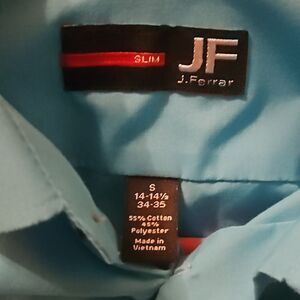 SLIM
JF
J.Ferrar
S
14-14½
34-35
55% Cotton
45%
Polyester
Made in
Vietnam